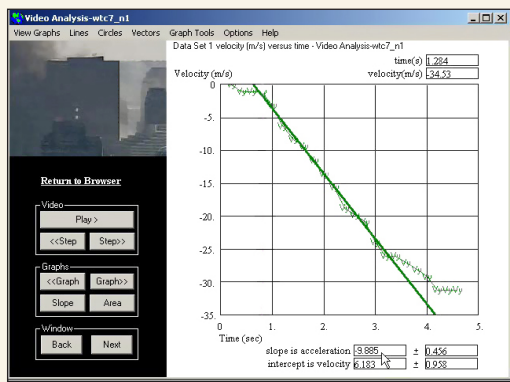 Video Analysis-wtc7_n1
View Graphs Lines Circles Vectors Graph Tools Options Help
Data Set 1 velocity (m/s) versus time - Video Analysis-wtc7_n1
time(s) 1.284
Velocity (m/s) velocity(m/s) -34.53
0
-5.
-10.
-15.
-20.
-25.
-30.
-35.
0 1. 2. 3. 4. 5.
Time (sec)
slope is acceleration -9.885 ± 0.456
intercept is velocity 6.183 ± 0.958
Return to Browser
Video
Play >
<<Step Step>>
Graphs
<<Graph Graph>>
Slope Area
Window
Back Next